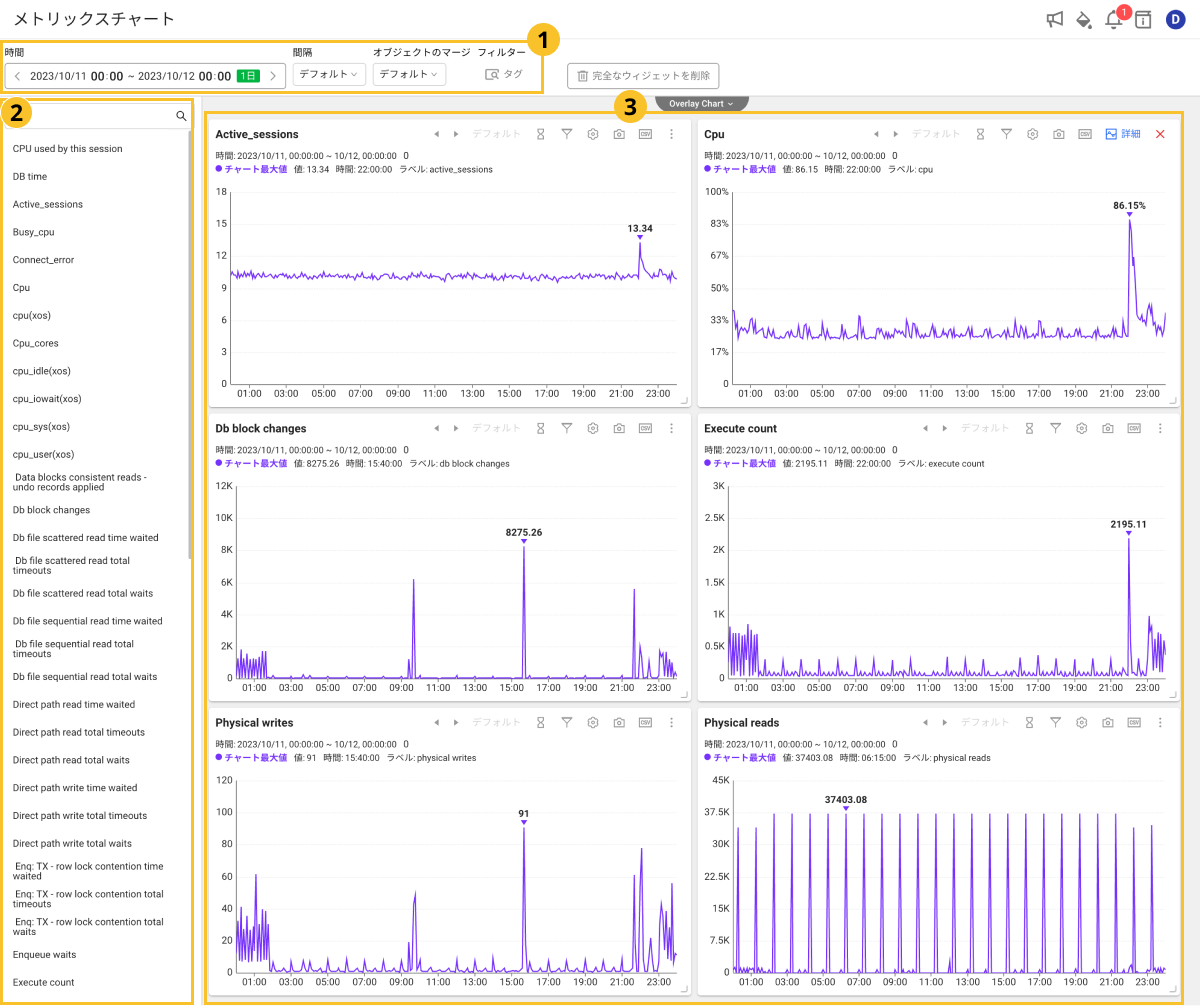 メトリックスチャート
1
D
時間
間隔
オブジェクトのマージ
フィルター
1
2023/10/11 00:00 ~ 2023/10/12 00:00 1日
デフォルト
デフォルト
タグ
完全なウィジェットを削除
2
CPU used by this session
DB time
Active_sessions
Busy_cpu
Connect_error
Cpu
cpu(xos)
Cpu_cores
cpu_idle(xos)
cpu_iowait(xos)
cpu_sys(xos)
cpu_user(xos)
Data blocks consistent reads -
undo records applied
Db block changes
Db file scattered read time waited
Db file scattered read total
timeouts
Db file scattered read total waits
Db file sequential read time waited
Db file sequential read total
timeouts
Db file sequential read total waits
Direct path read time waited
Direct path read total timeouts
Direct path read total waits
Direct path write time waited
Direct path write total timeouts
Direct path write total waits
Enq: TX - row lock contention time
waited
Enq: TX - row lock contention total
timeouts
Enq: TX - row lock contention total
waits
Enqueue waits
Execute count
3
Overlay Chart
Active_sessions
デフォルト
CSV
時間: 2023/10/11, 00:00:00 ~ 10/12, 00:00:00 0
チャート最大値 値: 13.34 時間: 22:00:00 ラベル: active_sessions
18
15
12
9
6
3
0
13.34
01:00 03:00 05:00 07:00 09:00 11:00 13:00 15:00 17:00 19:00 21:00 23:00
Cpu
デフォルト
CSV
詳細
時間: 2023/10/11, 00:00:00 ~ 10/12, 00:00:00 0
チャート最大値 値: 86.15 時間: 22:00:00 ラベル: cpu
100%
83%
67%
50%
33%
17%
0
86.15%
01:00 03:00 05:00 07:00 09:00 11:00 13:00 15:00 17:00 19:00 21:00 23:00
Db block changes
デフォルト
CSV
時間: 2023/10/11, 00:00:00 ~ 10/12, 00:00:00 0
チャート最大値 値: 8275.26 時間: 15:40:00 ラベル: db block changes
12K
10K
8K
6K
4K
2K
0
8275.26
01:00 03:00 05:00 07:00 09:00 11:00 13:00 15:00 17:00 19:00 21:00 23:00
Execute count
デフォルト
CSV
時間: 2023/10/11, 00:00:00 ~ 10/12, 00:00:00 0
チャート最大値 値: 2195.11 時間: 22:00:00 ラベル: execute count
3K
2.5K
2K
1.5K
1K
0.5K
0
2195.11
01:00 03:00 05:00 07:00 09:00 11:00 13:00 15:00 17:00 19:00 21:00 23:00
Physical writes
デフォルト
CSV
時間: 2023/10/11, 00:00:00 ~ 10/12, 00:00:00 0
チャート最大値 値: 91 時間: 15:40:00 ラベル: physical writes
120
100
80
60
40
20
0
91
01:00 03:00 05:00 07:00 09:00 11:00 13:00 15:00 17:00 19:00 21:00 23:00
Physical reads
デフォルト
CSV
時間: 2023/10/11, 00:00:00 ~ 10/12, 00:00:00 0
チャート最大値 値: 37403.08 時間: 06:15:00 ラベル: physical reads
45K
37.5K
30K
22.5K
15K
7.5K
0
37403.08
01:00 03:00 05:00 07:00 09:00 11:00 13:00 15:00 17:00 19:00 21:00 23:00